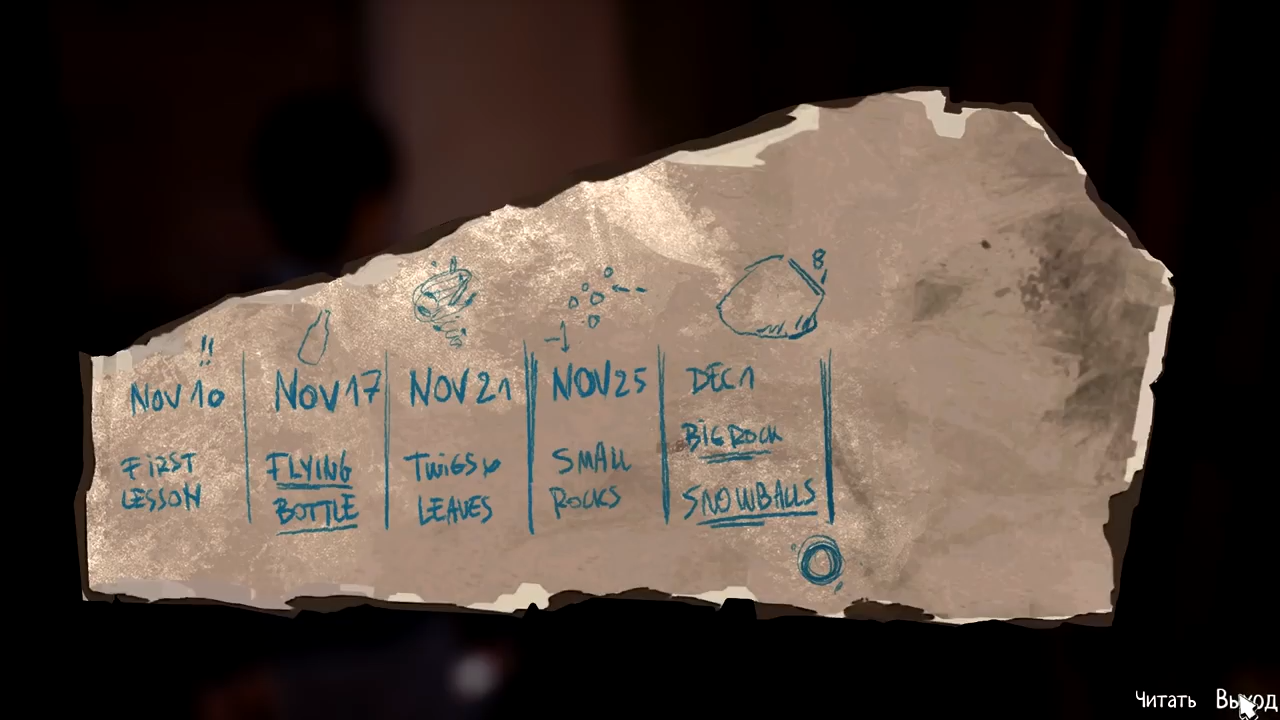 !!
8
NOV 10
FIRST
LESSON
NOV 17
FLYING
BOTTLE
NOV 21
TWIGS &
LEAVES
NOV 25
SMALL
ROCKS
DEC 1
BIG ROCK
SNOWBALLS
Читать Выход